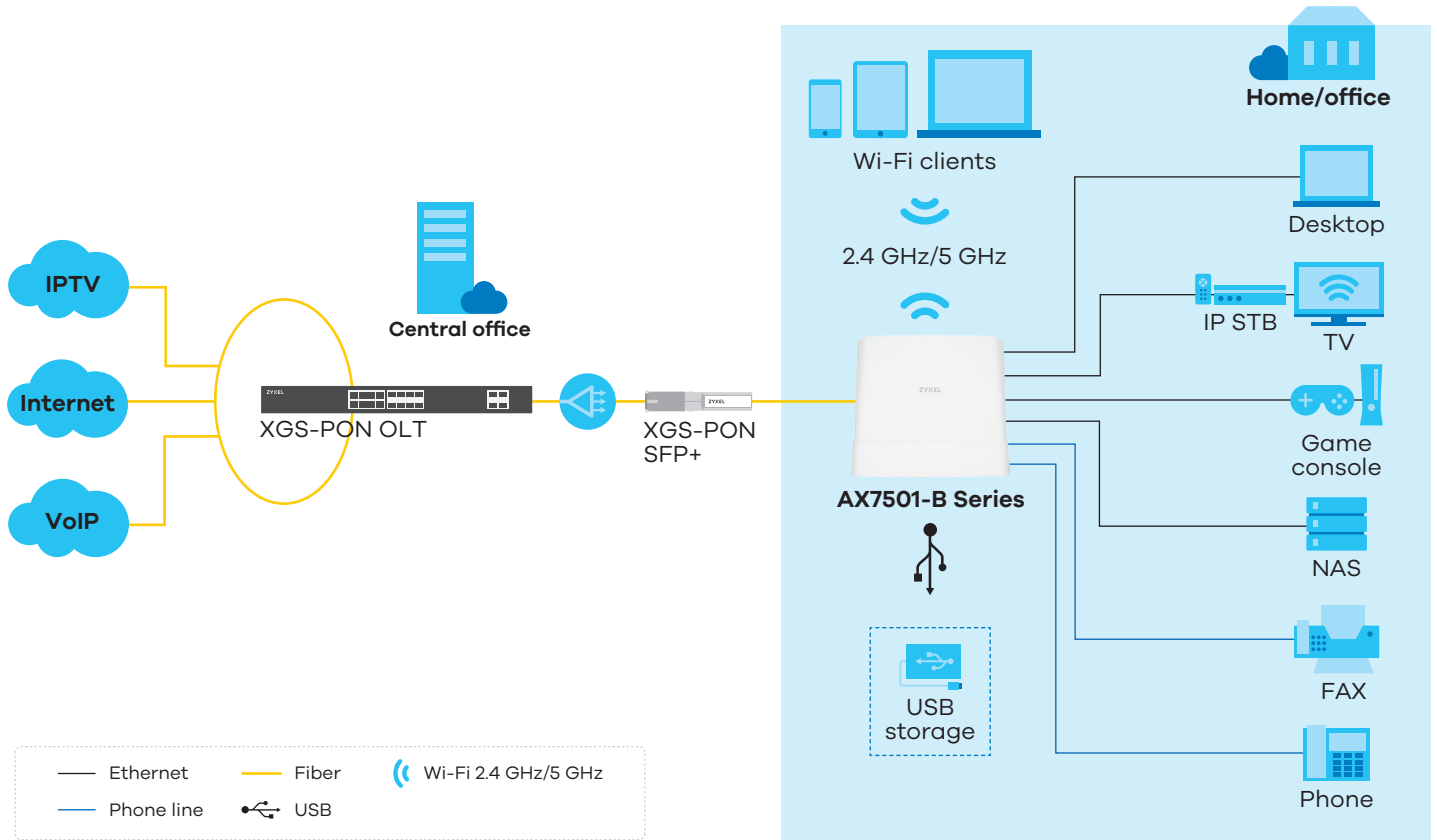 Home/office
Wi-Fi clients
2.4 GHz/5 GHz
Desktop
IP STB
TV
Game
console
NAS
FAX
Phone
IPTV
Internet
VoIP
Central office
ZYXEL
XGS-PON OLT
ZYXEL
XGS-PON
SFP+
ZYXEL
AX7501-B Series
USB
storage
Ethernet
Fiber
Wi-Fi 2.4 GHz/5 GHz
Phone line
USB